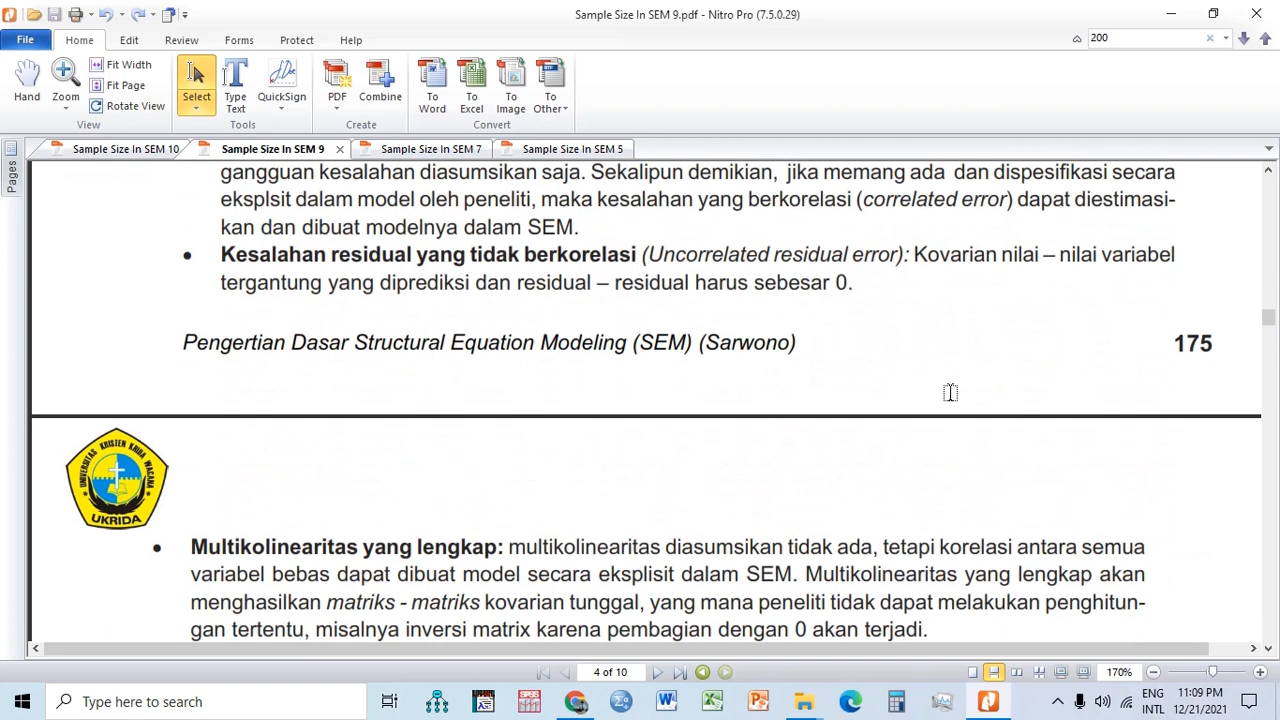 Sample Size In SEM 9.pdf - Nitro Pro (7.5.0.29)
File Home Edit Review Forms Protect Help 200
Hand Zoom Fit Width Fit Page Rotate View Select Type Text QuickSign PDF Combine To Word To Excel To Image To Other
View Tools Create Convert
Sample Size In SEM 10 Sample Size In SEM 9 Sample Size In SEM 7 Sample Size In SEM 5
Pages
gangguan kesalahan diasumsikan saja. Sekalipun demikian, jika memang ada dan dispesifikasi secara
eksplsit dalam model oleh peneliti, maka kesalahan yang berkorelasi (correlated error) dapat diestimasi-
kan dan dibuat modelnya dalam SEM.
• Kesalahan residual yang tidak berkorelasi (Uncorrelated residual error): Kovarian nilai – nilai variabel
tergantung yang diprediksi dan residual – residual harus sebesar 0.
Pengertian Dasar Structural Equation Modeling (SEM) (Sarwono) 175
UNIVERSITAS KRISTEN KRIDA WACANA
UKRIDA
• Multikolinearitas yang lengkap: multikolinearitas diasumsikan tidak ada, tetapi korelasi antara semua
variabel bebas dapat dibuat model secara eksplisit dalam SEM. Multikolinearitas yang lengkap akan
menghasilkan matriks - matriks kovarian tunggal, yang mana peneliti tidak dapat melakukan penghitun-
gan tertentu, misalnya inversi matrix karena pembagian dengan 0 akan terjadi.
4 of 10 170%
Type here to search ENG INTL 11:09 PM 12/21/2021